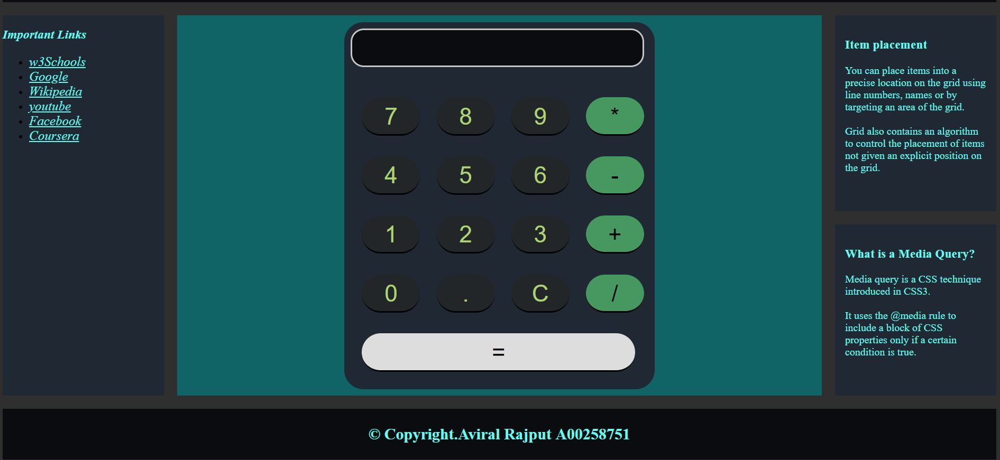 Important Links
w3Schools
Google
Wikipedia
youtube
Facebook
Coursera
7 8 9 *
4 5 6 -
1 2 3 +
0 . C /
=
Item placement
You can place items into a
precise location on the grid using
line numbers, names or by
targeting an area of the grid.
Grid also contains an algorithm
to control the placement of items
not given an explicit position on
the grid.
What is a Media Query?
Media query is a CSS technique
introduced in CSS3.
It uses the @media rule to
include a block of CSS
properties only if a certain
condition is true.
© Copyright.Aviral Rajput A00258751